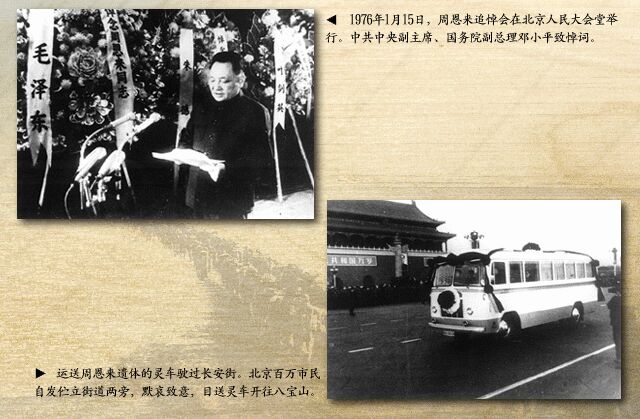 ◀ 1976年1月15日，周恩来追悼会在北京人民大会堂举
行。中共中央副主席、国务院副总理邓小平致悼词。
毛泽东
恩来同志
朱德
叶剑英
共和国万岁
▶ 运送周恩来遗体的灵车驶过长安街。北京百万市民
自发伫立街道两旁，默哀致意，目送灵车开往八宝山。